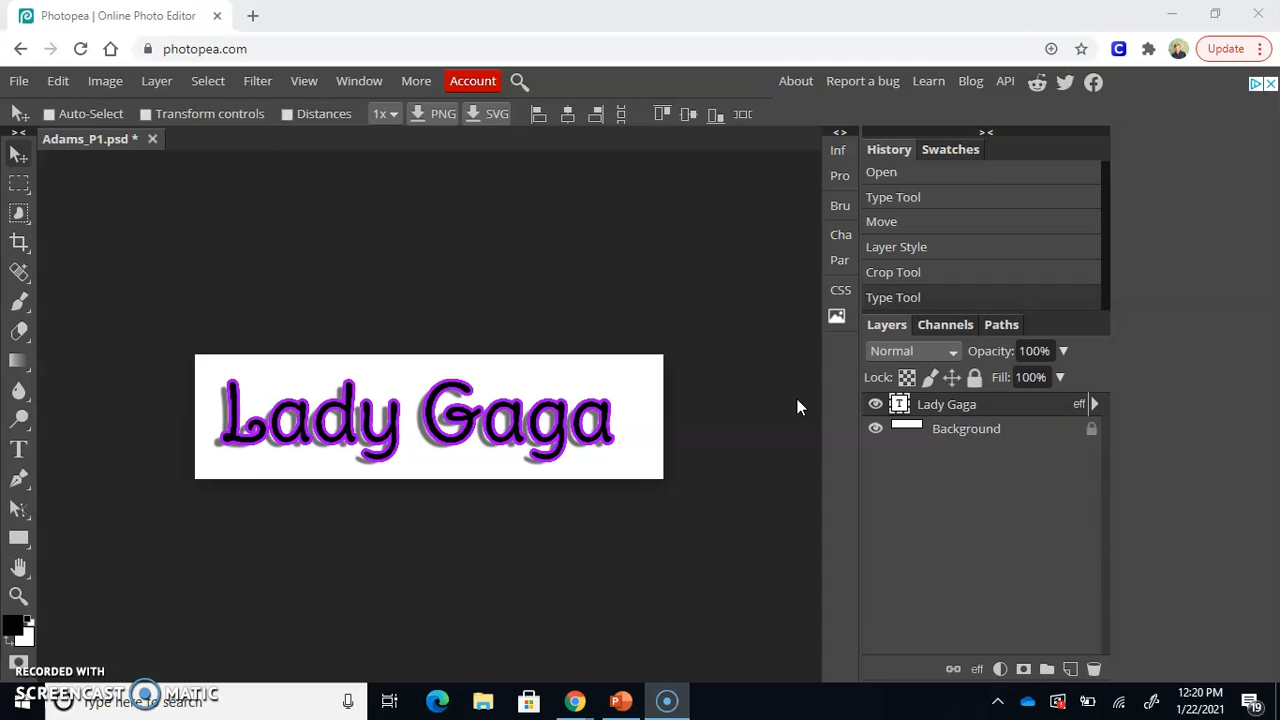 Photopea | Online Photo Editor
photopea.com
Update
File Edit Image Layer Select Filter View Window More Account
About Report a bug Learn Blog API
Auto-Select Transform controls Distances 1x PNG SVG
Adams_P1.psd *
Inf
Pro
Bru
Cha
Par
CSS
History Swatches
Open
Type Tool
Move
Layer Style
Crop Tool
Type Tool
Layers Channels Paths
Normal Opacity: 100%
Lock: Fill: 100%
Lady Gaga eff
Background
Lady Gaga
eff
RECORDED WITH
SCREENCAST MATIC
Type here to search
12:20 PM
1/22/2021
19